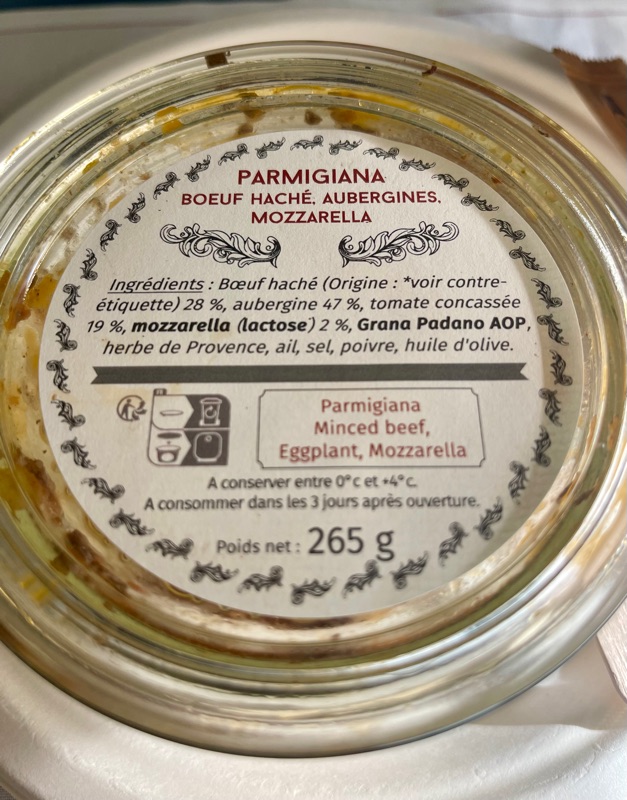 PARMIGIANA
BOEUF HACHÉ, AUBERGINES,
MOZZARELLA
Ingrédients : Bœuf haché (Origine : *voir contre-
étiquette) 28 %, aubergine 47 %, tomate concassée
19 %, mozzarella (lactose) 2 %, Grana Padano AOP,
herbe de Provence, ail, sel, poivre, huile d'olive.
Parmigiana
Minced beef,
Eggplant, Mozzarella
A conserver entre 0°c et +4°c.
A consommer dans les 3 jours après ouverture.
Poids net : 265 g